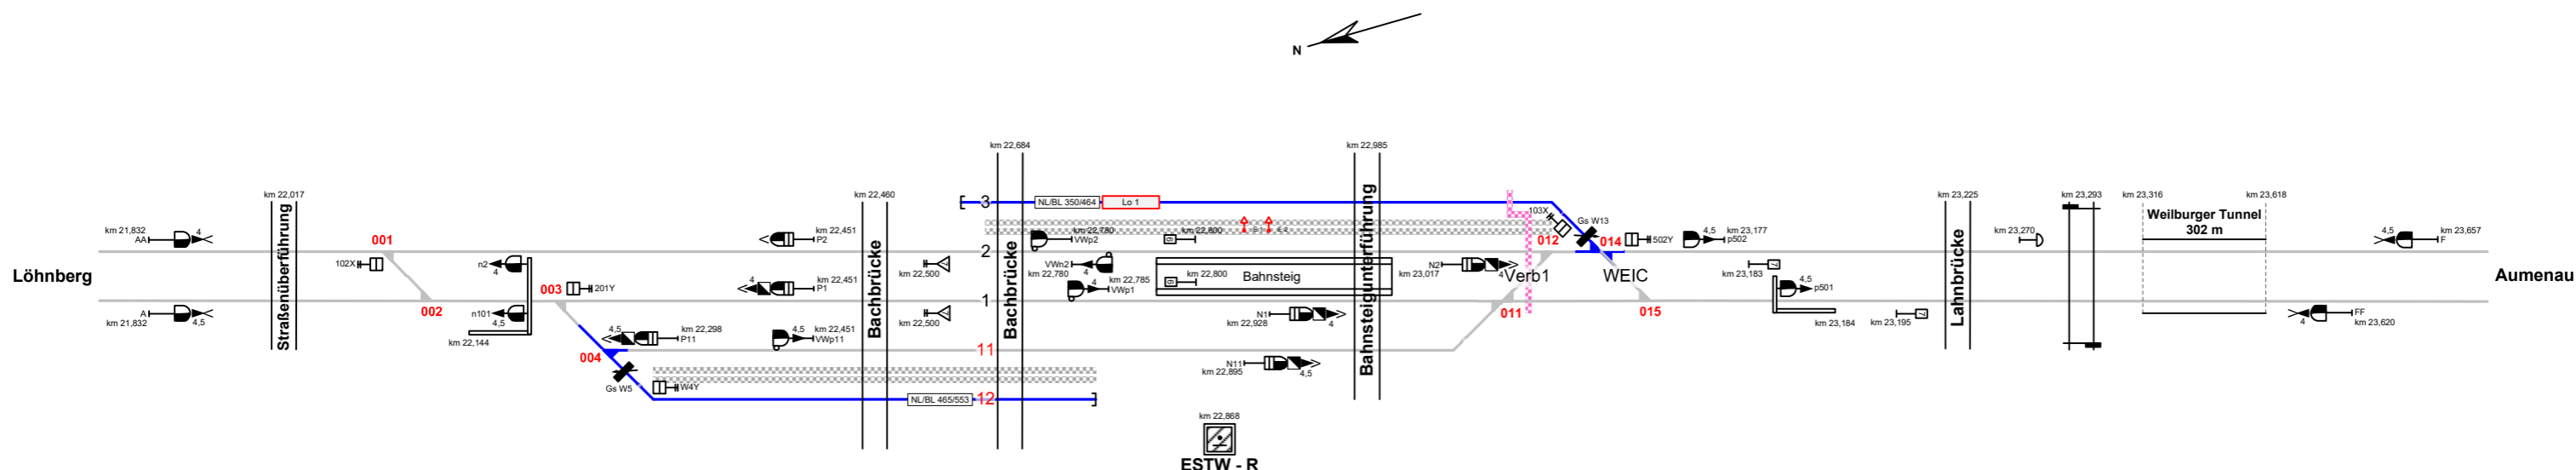 N
Löhnberg
Aumenau
km 21,832
AA
4
km 22,017
Straßenüberführung
001
102X
002
A
km 21,832
4,5
n2
4
n101
4,5
km 22,144
003
201Y
004
Gs W5
W4Y
4,5
km 22,298
P11
km 22,451
P2
km 22,451
P1
4
4,5
km 22,451
VWp11
km 22,460
Bachbrücke
km 22,500
km 22,500
km 22,684
Bachbrücke
3
2
1
11
12
NL/BL 350/464
Lo 1
NL/BL 465/553
km 22,780
VWp2
VWn2
km 22,780
4
km 22,785
VWp1
4
6
km 22,800
6
km 22,800
Bahnsteig
E 1
E 2
km 22,868
ESTW - R
N11
km 22,895
4,5
N1
km 22,928
4
km 22,985
Bahnsteigunterführung
N2
km 23,017
4
Verb1
011
012
103X
Gs W13
014
WEIC
015
502Y
4,5
km 23,177
p502
km 23,183
7
4,5
p501
km 23,184
km 23,195
7
km 23,225
Lahnbrücke
km 23,270
km 23,293
km 23,316
km 23,618
Weilburger Tunnel
302 m
4,5
km 23,657
F
4
FF
km 23,620